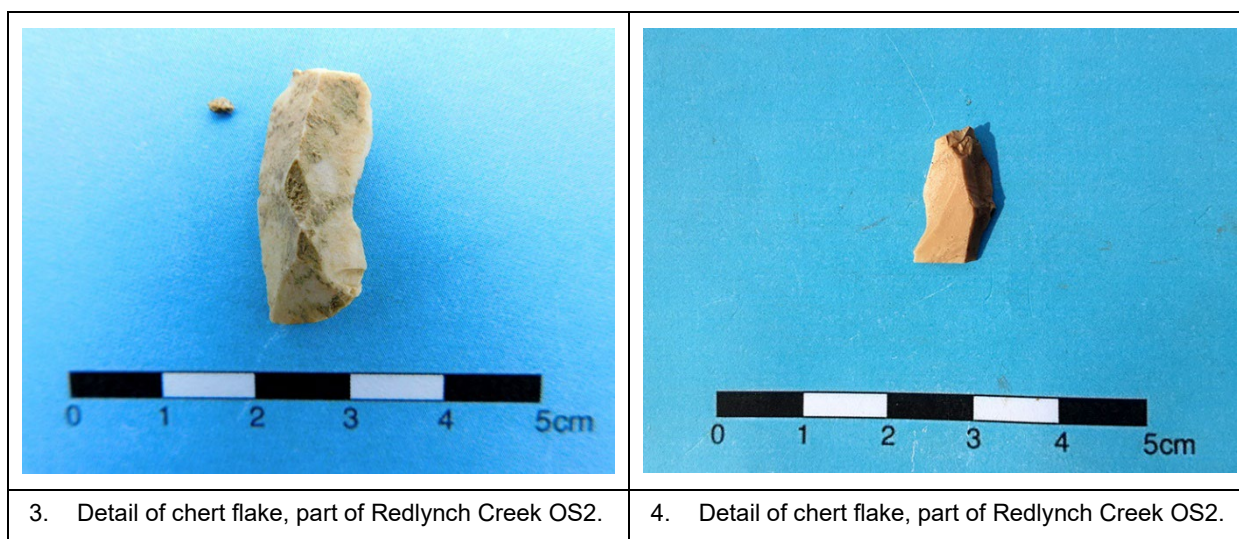 0 1 2 3 4 5cm
0 1 2 3 4 5cm
3. Detail of chert flake, part of Redlynch Creek OS2.
4. Detail of chert flake, part of Redlynch Creek OS2.